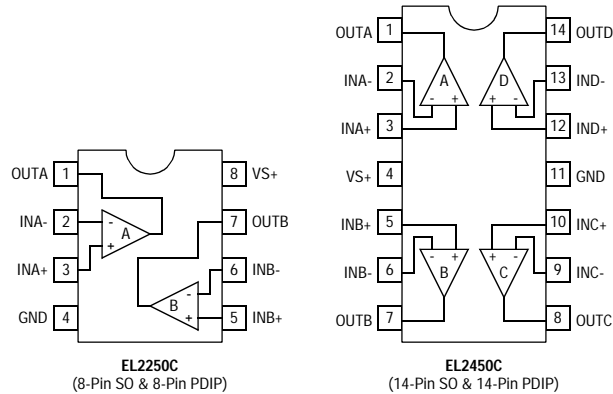 OUTA 1
INA- 2
INA+ 3
GND 4
8 VS+
7 OUTB
6 INB-
5 INB+
- A +
B - +
EL2250C
(8-Pin SO & 8-Pin PDIP)
OUTA 1
INA- 2
INA+ 3
VS+ 4
INB+ 5
INB- 6
OUTB 7
14 OUTD
13 IND-
12 IND+
11 GND
10 INC+
9 INC-
8 OUTC
A - +
D + -
- + B
+ - C
EL2450C
(14-Pin SO & 14-Pin PDIP)